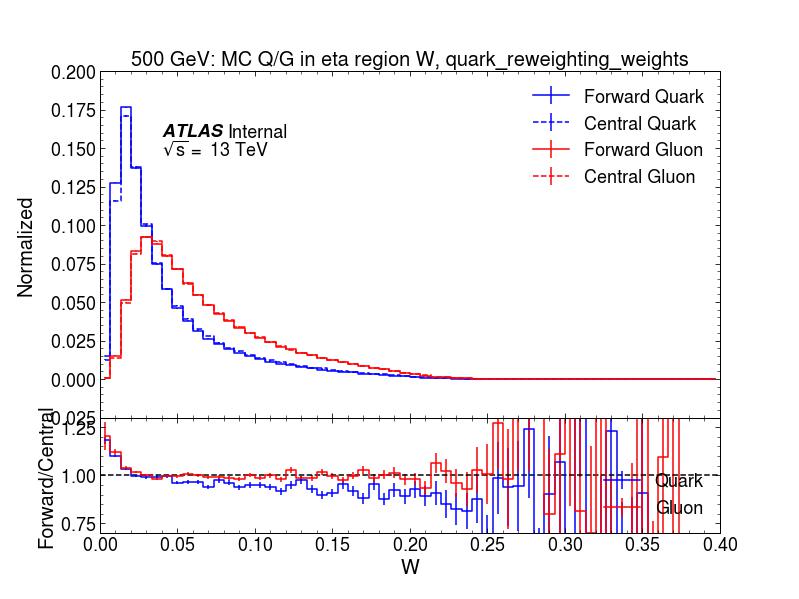 500 GeV: MC Q/G in eta region W, quark_reweighting_weights
0.200
0.175
0.150
0.125
0.100
0.075
0.050
0.025
0.000
0.025
Normalized
ATLAS Internal
√s = 13 TeV
Forward Quark
Central Quark
Forward Gluon
Central Gluon
1.25
1.00
0.75
Forward/Central
Quark
Gluon
0.00 0.05 0.10 0.15 0.20 0.25 0.30 0.35 0.40
W